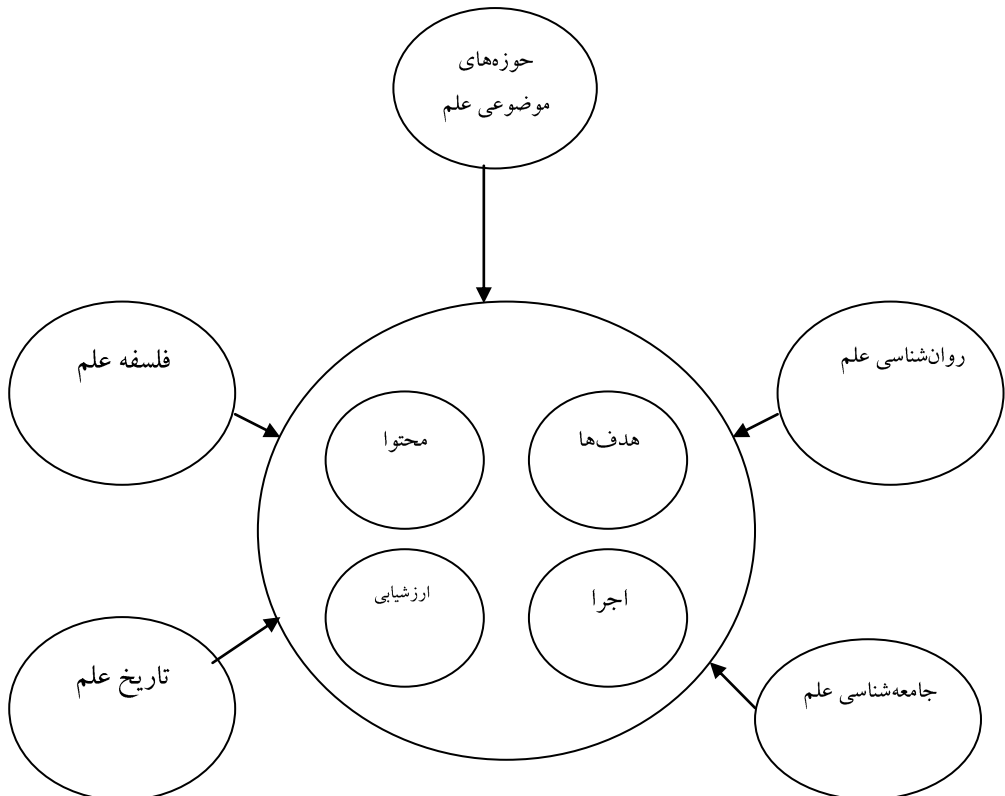 حوزه‌های
موضوعی علم
روان‌شناسی علم
فلسفه علم
هدف‌ها
محتوا
اجرا
ارزشیابی
جامعه‌شناسی علم
تاریخ علم